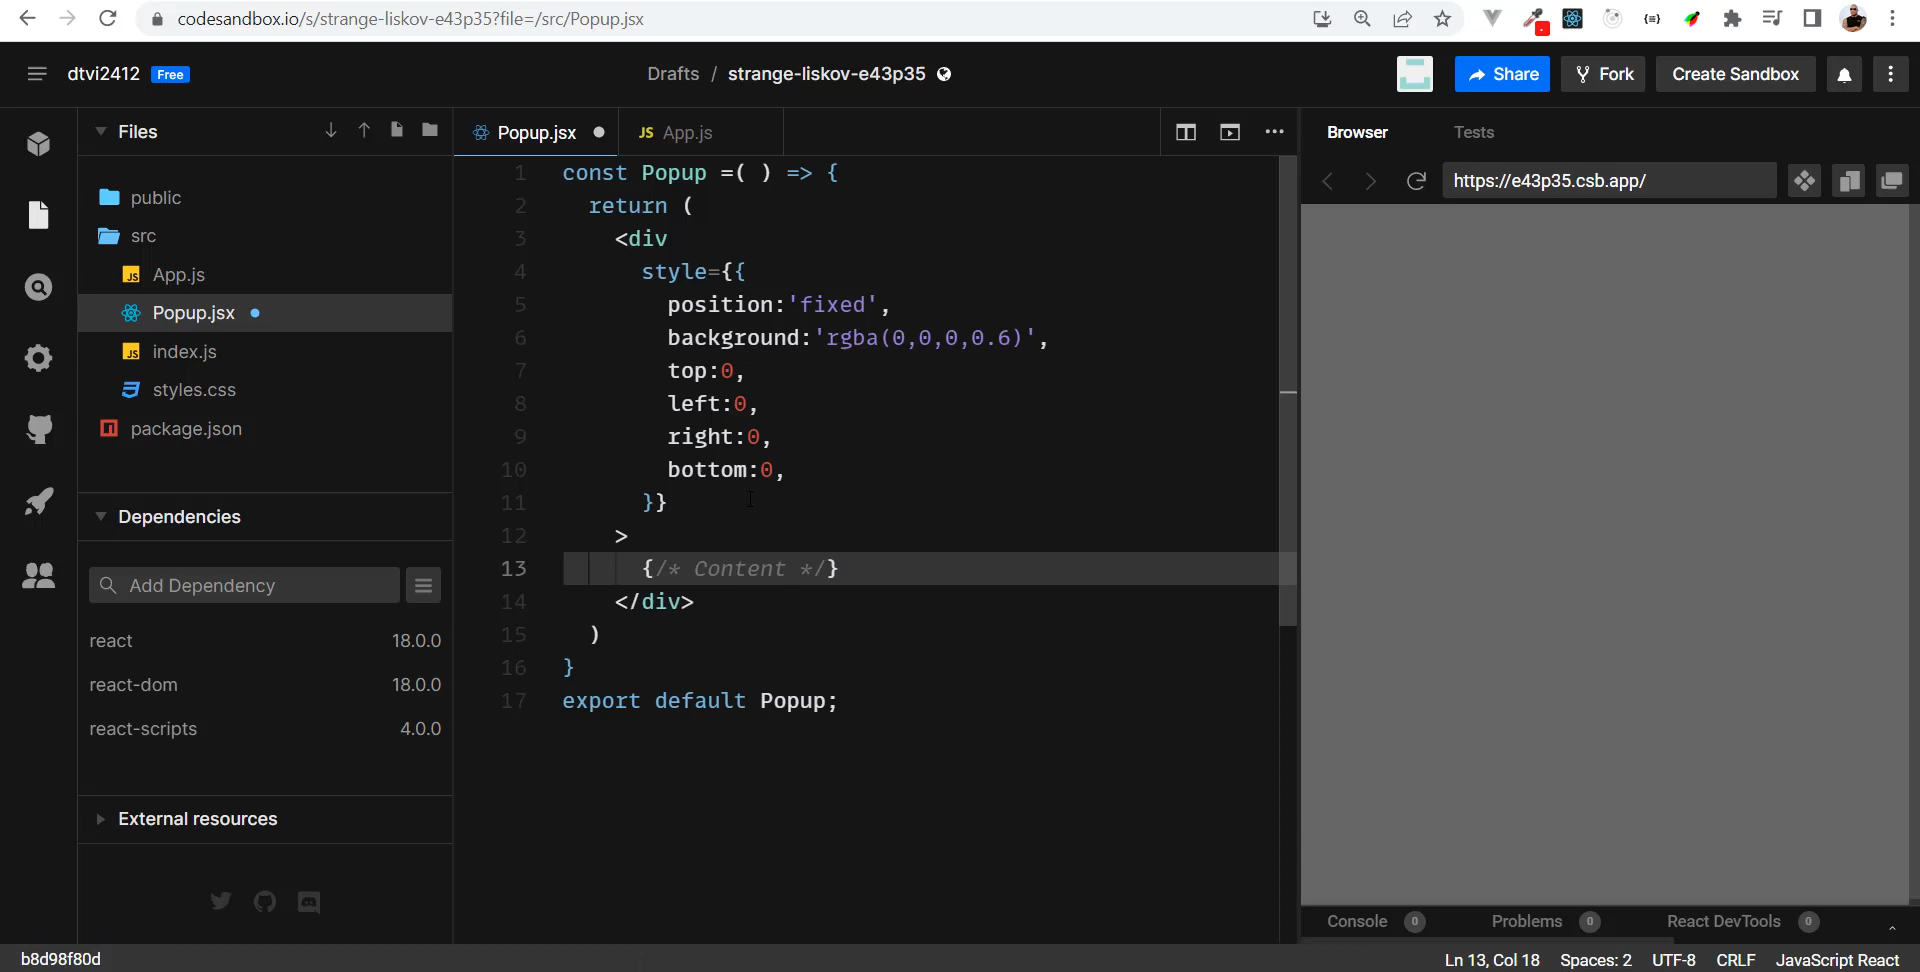 codesandbox.io/s/strange-liskov-e43p35?file=/src/Popup.jsx
dtvi2412 Free
Drafts / strange-liskov-e43p35
Share Fork Create Sandbox
Files
public
src
JS App.js
Popup.jsx
JS index.js
styles.css
package.json
Dependencies
Add Dependency
react 18.0.0
react-dom 18.0.0
react-scripts 4.0.0
External resources
Popup.jsx
JS App.js
1 const Popup =( ) => {
2 return (
3 <div
4 style={{
5 position:'fixed',
6 background:'rgba(0,0,0,0.6)',
7 top:0,
8 left:0,
9 right:0,
10 bottom:0,
11 }}
12 >
13 {/* Content */}
14 </div>
15 )
16 }
17 export default Popup;
Browser Tests
https://e43p35.csb.app/
Console 0 Problems 0 React DevTools 0
b8d98f80d
Ln 13, Col 18 Spaces: 2 UTF-8 CRLF JavaScript React